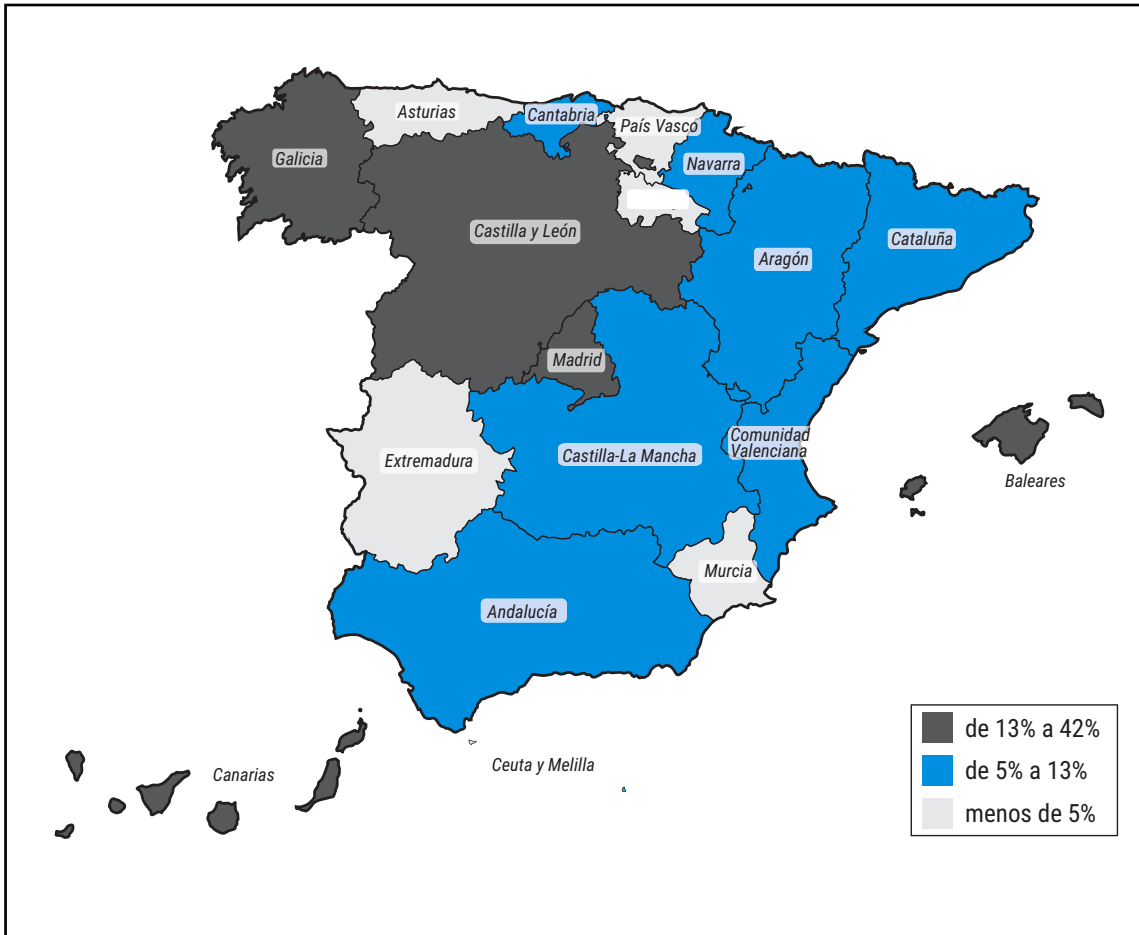 Asturias
Cantabria
País Vasco
Galicia
Navarra
Castilla y León
Cataluña
Aragón
Madrid
Comunidad
Valenciana
Castilla-La Mancha
Extremadura
Baleares
Murcia
Andalucía
Ceuta y Melilla
Canarias
de 13% a 42%
de 5% a 13%
menos de 5%